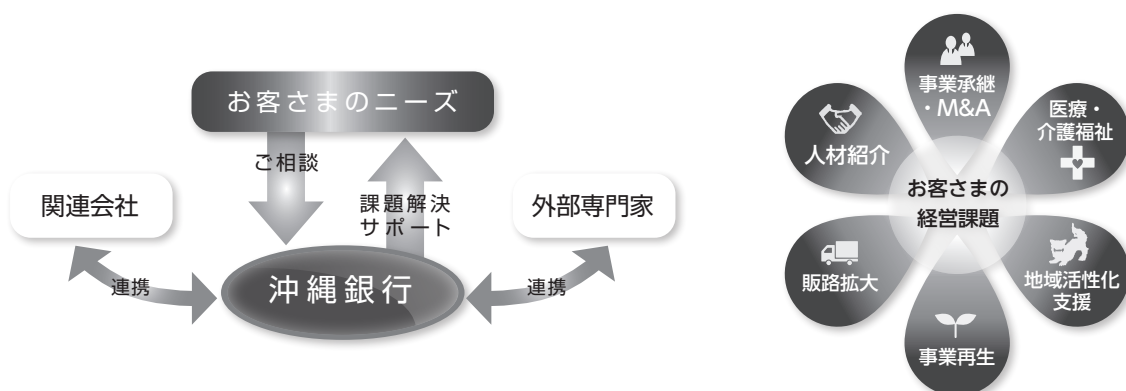 お客さまのニーズ
ご相談
課題解決
サポート
関連会社
外部専門家
連携
沖縄銀行
連携
事業承継
・M&A
医療・
介護福祉
人材紹介
お客さまの
経営課題
販路拡大
地域活性化
支援
事業再生